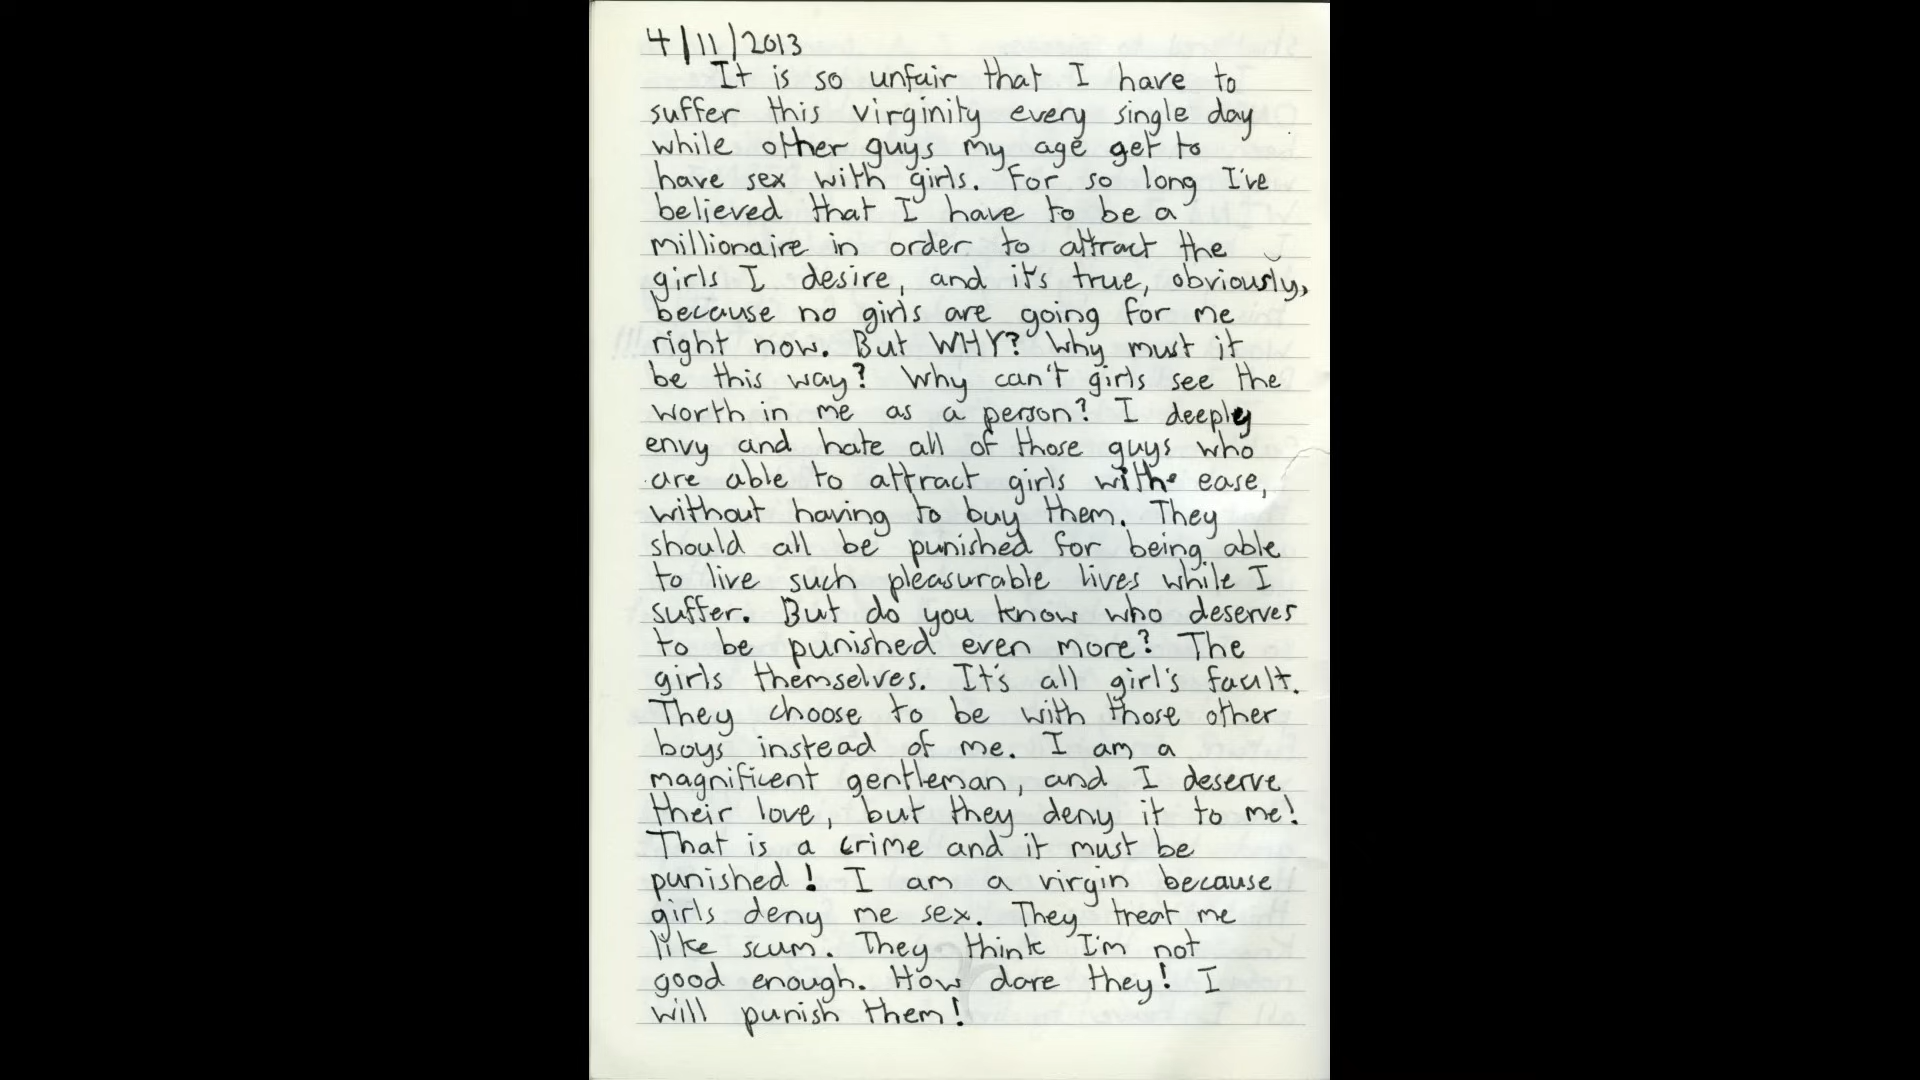 4/11/2013
It is so unfair that I have to
suffer this virginity every single day
while other guys my age get to
have sex with girls. For so long I've
believed that I have to be a
millionaire in order to attract the
girls I desire, and it's true, obviously,
because no girls are going for me
right now. But WHY? Why must it
be this way? Why can't girls see the
worth in me as a person? I deeply
envy and hate all of those guys who
are able to attract girls with ease,
without having to buy them. They
should all be punished for being able
to live such pleasurable lives while I
suffer. But do you know who deserves
to be punished even more? The
girls themselves. It's all girl's fault.
They choose to be with those other
boys instead of me. I am a
magnificent gentleman, and I deserve
their love, but they deny it to me!
That is a crime and it must be
punished! I am a virgin because
girls deny me sex. They treat me
like scum. They think I'm not
good enough. How dare they! I
will punish them!